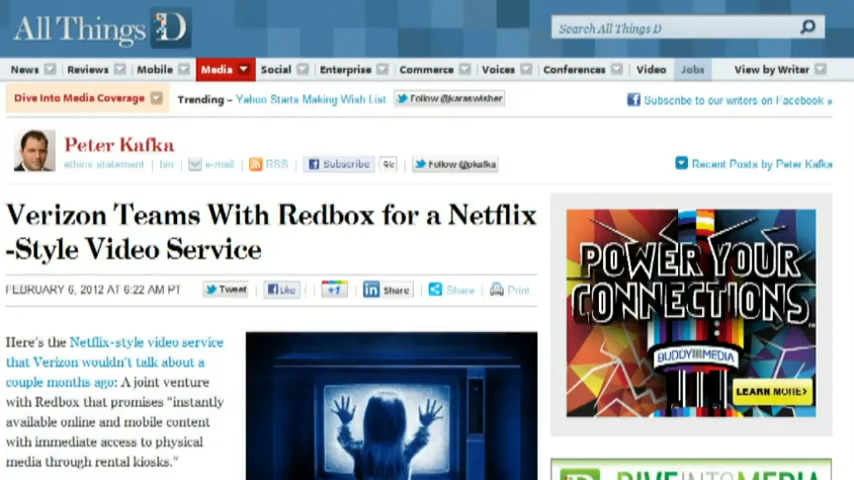 All Things D
Search All Things D
News Reviews Mobile Media Social Enterprise Commerce Voices Conferences Video Jobs View by Writer
Dive Into Media Coverage Trending – Yahoo Starts Making Wish List Follow @karaswisher Subscribe to our writers on Facebook »
Peter Kafka
ethics statement | bio | e-mail RSS Subscribe 9k Follow @pkafka Recent Posts by Peter Kafka
Verizon Teams With Redbox for a Netflix
-Style Video Service
FEBRUARY 6, 2012 AT 6:22 AM PT Tweet Like +1 in Share Share Print
Here's the Netflix-style video service
that Verizon wouldn't talk about a
couple months ago: A joint venture
with Redbox that promises "instantly
available online and mobile content
with immediate access to physical
media through rental kiosks."
POWER YOUR
CONNECTIONS
BUDDY MEDIA
LEARN MORE>
D DIVEINTOMEDIA